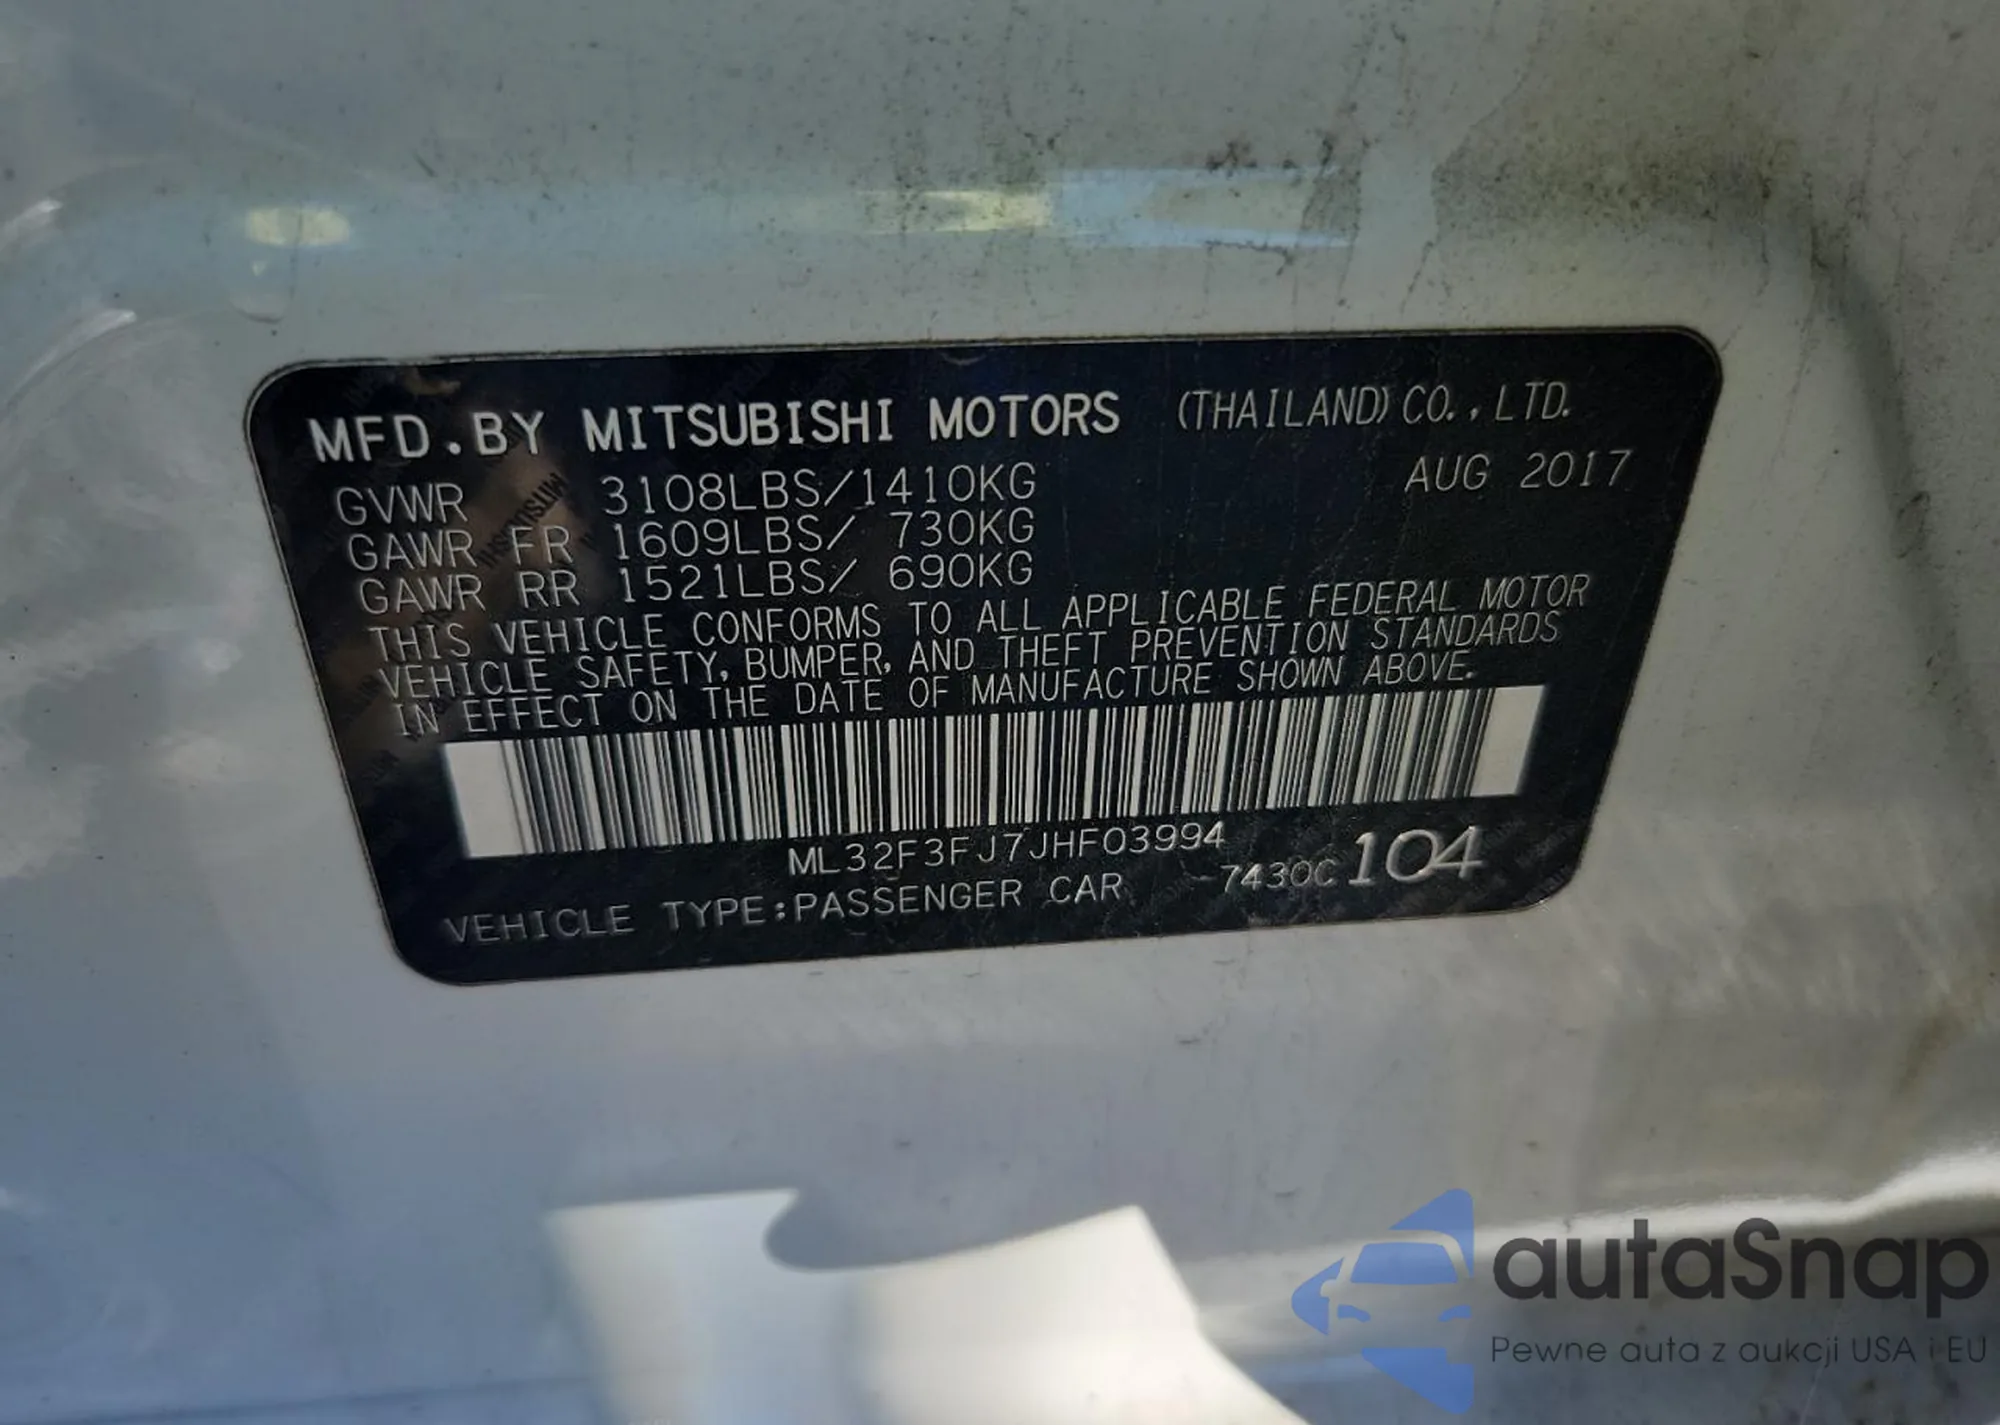 MFD.BY MITSUBISHI MOTORS (THAILAND) CO.,LTD.
AUG 2017
GVWR 3108LBS/1410KG
GAWR FR 1609LBS/ 730KG
GAWR RR 1521LBS/ 690KG
THIS VEHICLE CONFORMS TO ALL APPLICABLE FEDERAL MOTOR
VEHICLE SAFETY, BUMPER, AND THEFT PREVENTION STANDARDS
IN EFFECT ON THE DATE OF MANUFACTURE SHOWN ABOVE.
ML32F3FJ7JHF03994
7430C 104
VEHICLE TYPE:PASSENGER CAR
autaSnap
Pewne auta z aukcji USA i EU